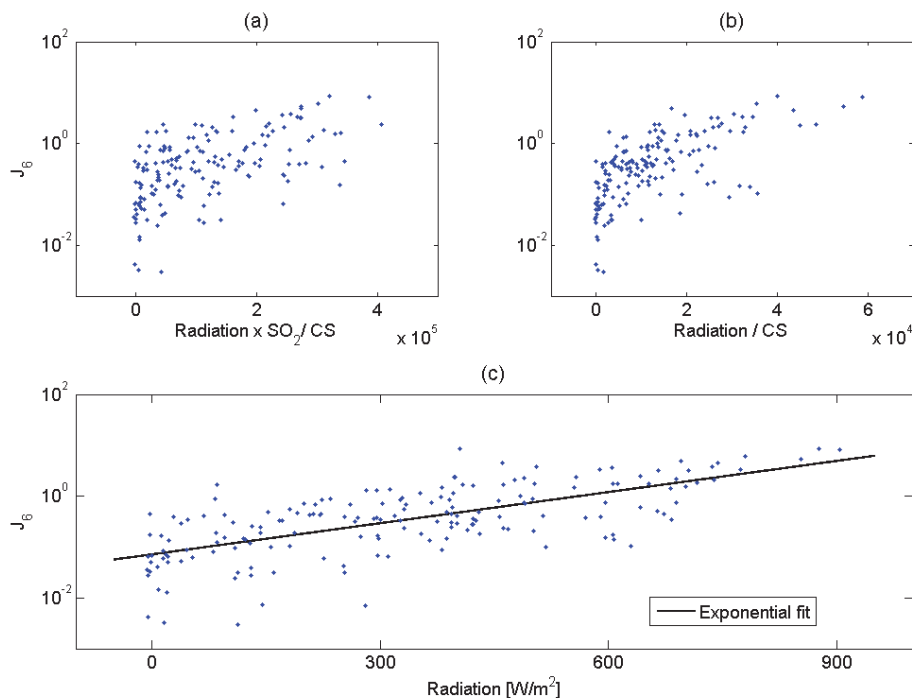 (a)
10^2
10^0
10^-2
J_6
0
2
4
Radiation x SO_2/ CS
x 10^5
(b)
10^2
10^0
10^-2
0
2
4
6
Radiation / CS
x 10^4
(c)
10^2
10^0
10^-2
J_6
Exponential fit
0
300
600
900
Radiation [W/m^2]